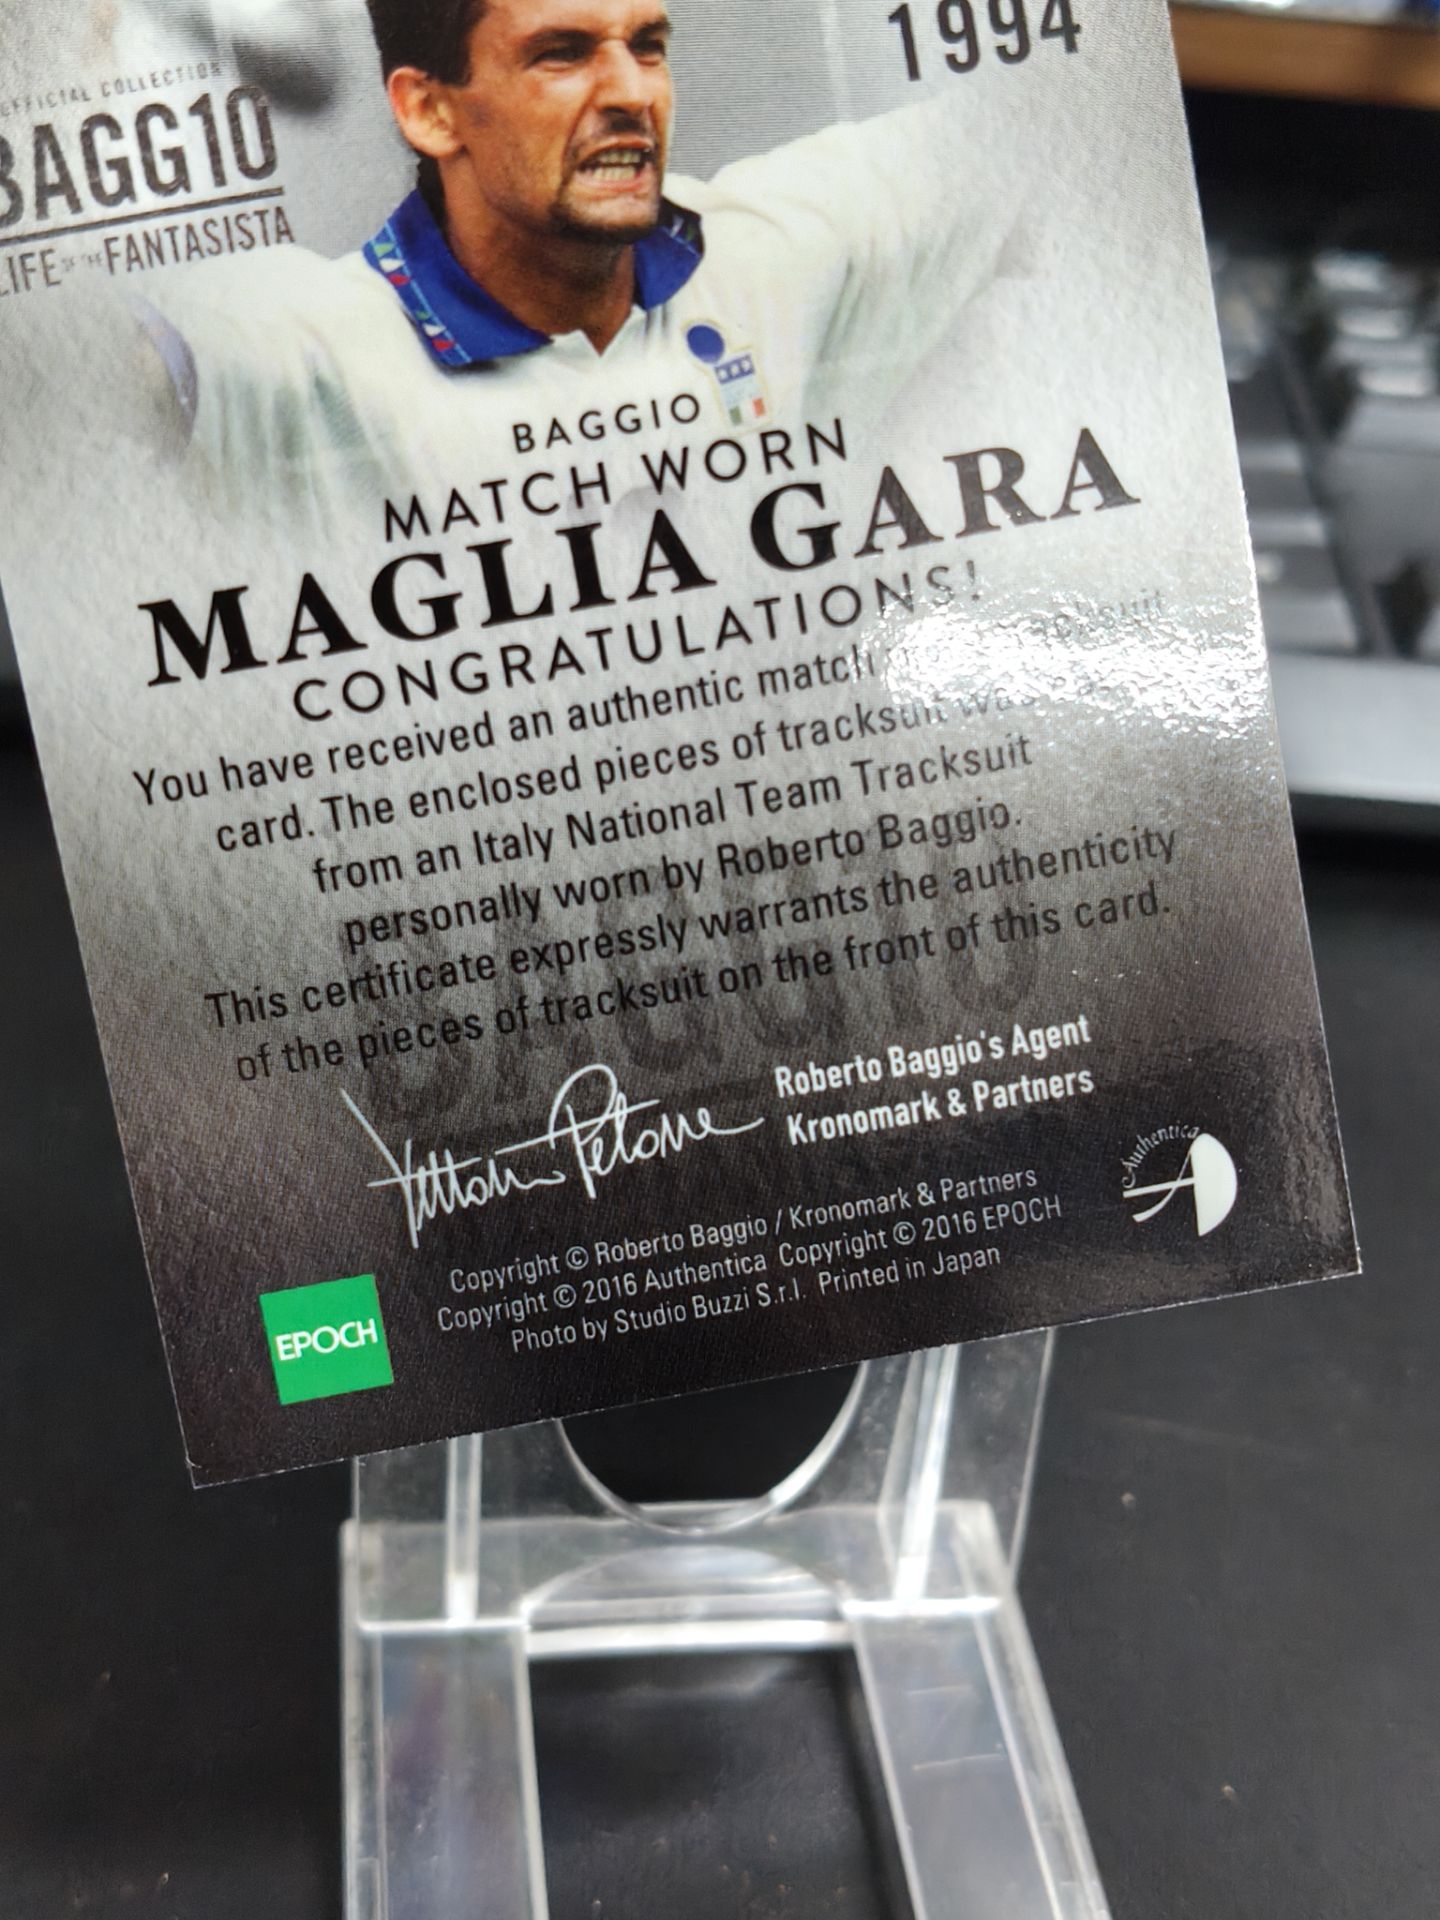 OFFICIAL COLLECTION
BAGG10
LIFE OF THE FANTASISTA
1994
BAGGIO
MATCH WORN
MAGLIA GARA
CONGRATULATIONS!
You have received an authentic match tracksuit
card. The enclosed pieces of tracksuit was
from an Italy National Team Tracksuit
personally worn by Roberto Baggio.
This certificate expressly warrants the authenticity
of the pieces of tracksuit on the front of this card.
Roberto Baggio's Agent
Kronomark & Partners
Authentica
Copyright © Roberto Baggio / Kronomark & Partners
Copyright © 2016 Authentica Copyright © 2016 EPOCH
Photo by Studio Buzzi S.r.l. Printed in Japan
EPOCH